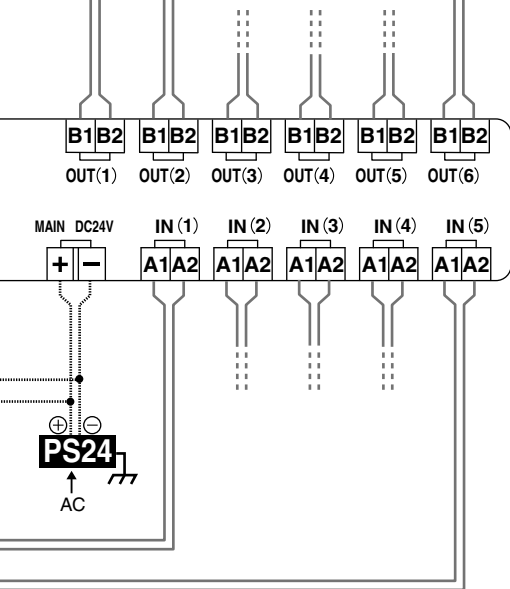 B1 B2 B1 B2 B1 B2 B1 B2 B1 B2 B1 B2
OUT(1) OUT(2) OUT(3) OUT(4) OUT(5) OUT(6)
MAIN DC24V IN(1) IN(2) IN(3) IN(4) IN(5)
+ − A1 A2 A1 A2 A1 A2 A1 A2 A1 A2
⊕ ⊖
PS24
AC